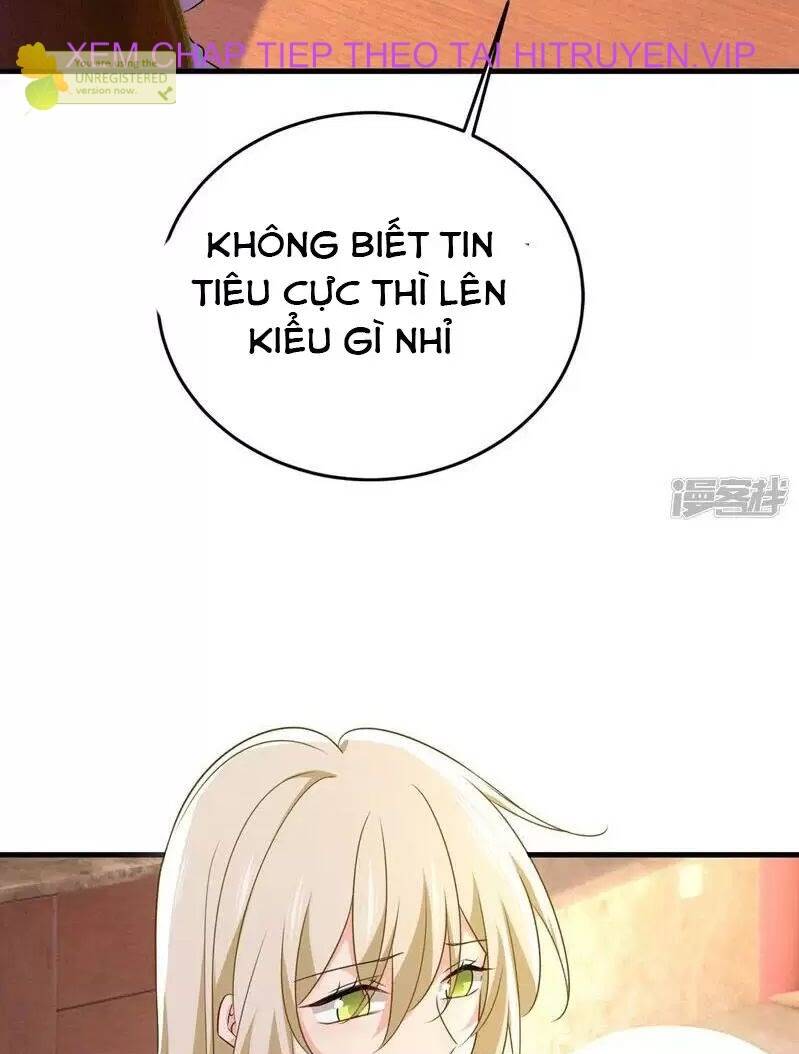 XEM CHAP TIEP THEO TAI HITRUYEN.VIP
You are using the
UNREGISTERED
version now.
KHÔNG BIẾT TIN
TIÊU CỰC THÌ LÊN
KIỂU GÌ NHỈ
漫客栈